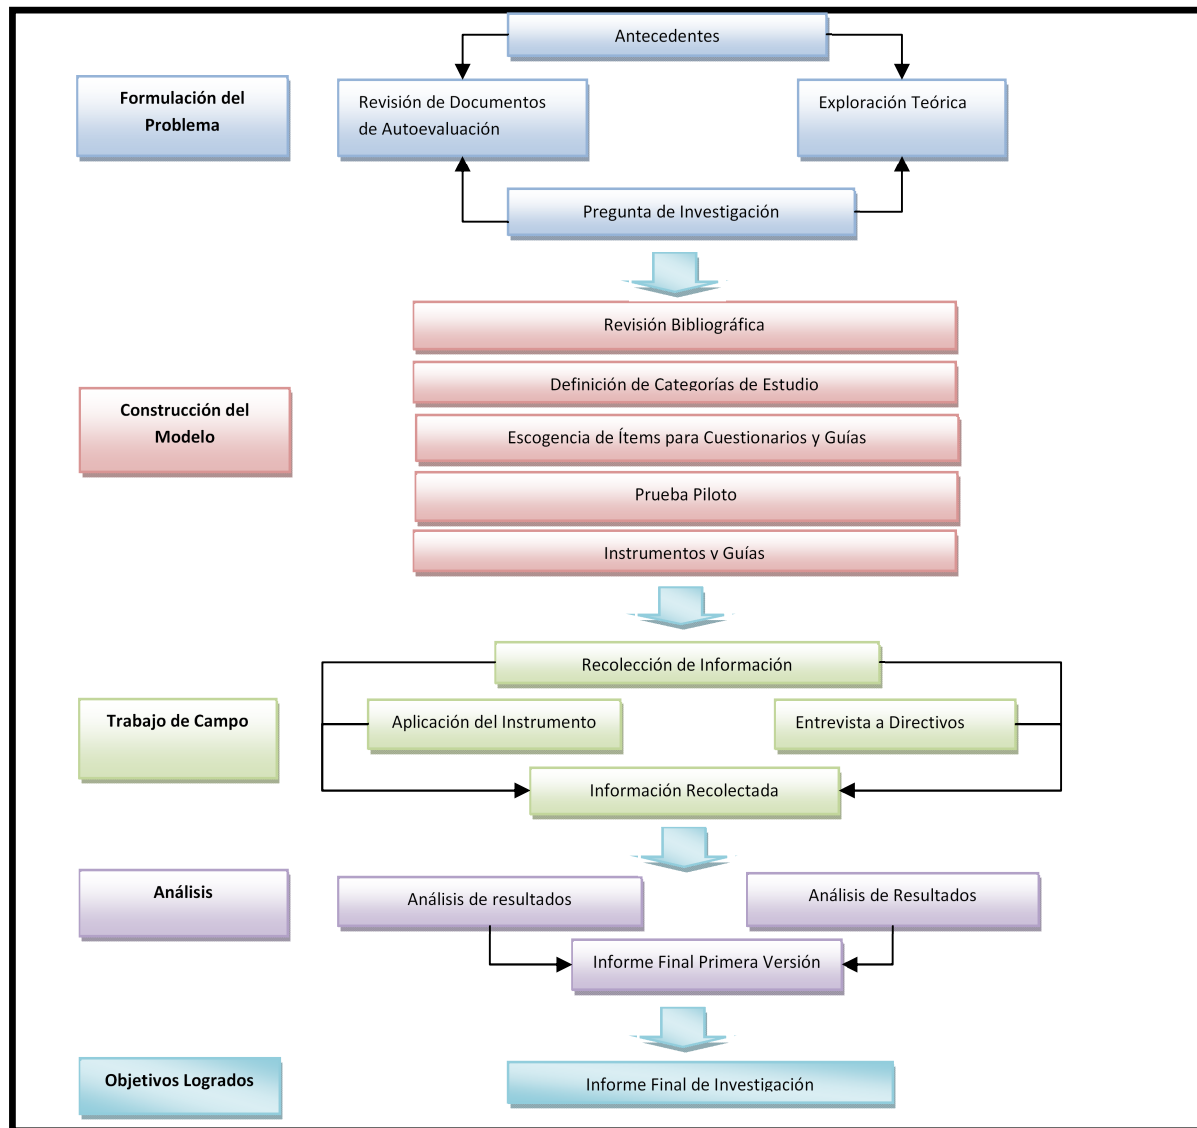 Antecedentes
Formulación del
Problema
Revisión de Documentos
de Autoevaluación
Exploración Teórica
Pregunta de Investigación
Revisión Bibliográfica
Definición de Categorías de Estudio
Construcción del
Modelo
Escogencia de Ítems para Cuestionarios y Guías
Prueba Piloto
Instrumentos y Guías
Recolección de Información
Trabajo de Campo
Aplicación del Instrumento
Entrevista a Directivos
Información Recolectada
Análisis
Análisis de resultados
Análisis de Resultados
Informe Final Primera Versión
Objetivos Logrados
Informe Final de Investigación